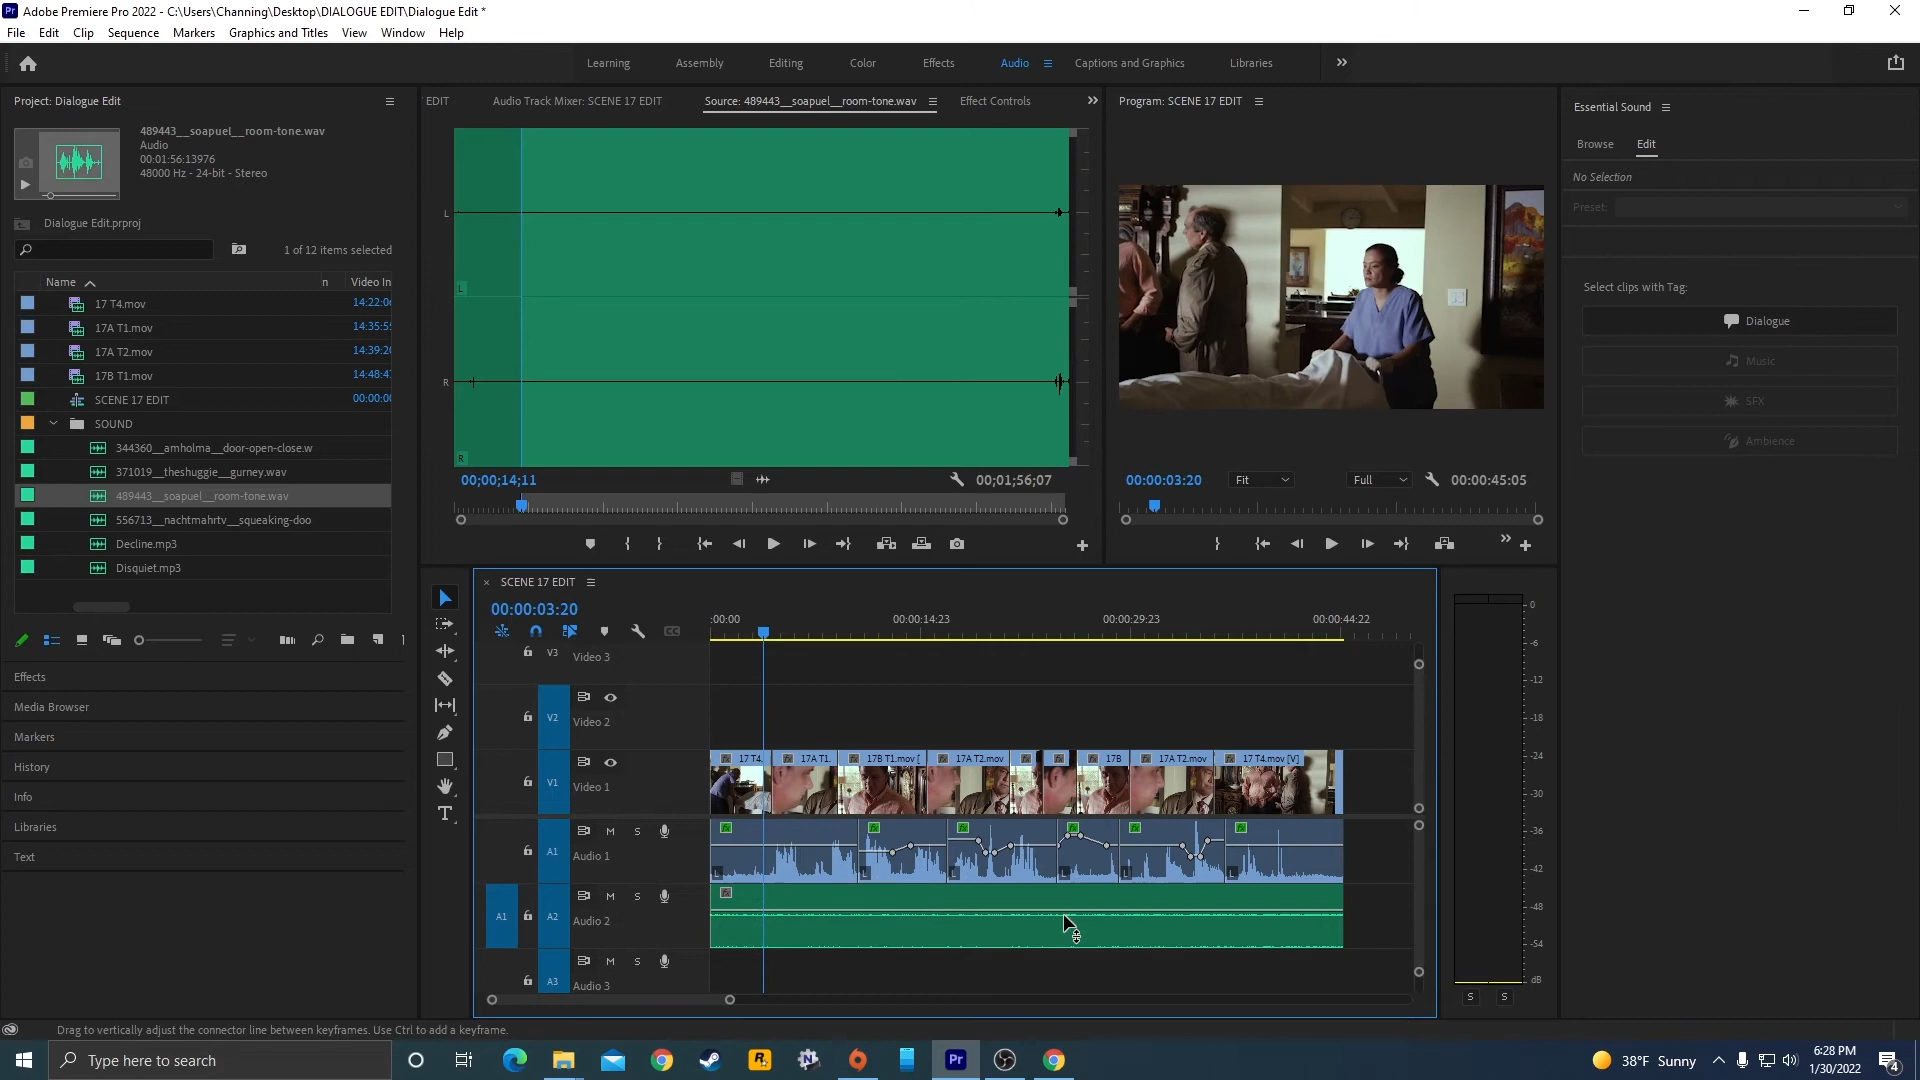 Adobe Premiere Pro 2022 - C:\Users\Channing\Desktop\DIALOGUE EDIT\Dialogue Edit *
File Edit Clip Sequence Markers Graphics and Titles View Window Help
Learning Assembly Editing Color Effects Audio Captions and Graphics Libraries
Project: Dialogue Edit
489443__soapuel__room-tone.wav
Audio
00:01:56:13976
48000 Hz - 24-bit - Stereo
Dialogue Edit.prproj
1 of 12 items selected
Name n Video In
17 T4.mov 14:22:0
17A T1.mov 14:35:5
17A T2.mov 14:39:2
17B T1.mov 14:48:4
SCENE 17 EDIT 00:00:0
SOUND
344360__amholma__door-open-close.w
371019__theshuggie__gurney.wav
489443__soapuel__room-tone.wav
556713__nachtmahrtv__squeaking-doo
Decline.mp3
Disquiet.mp3
Effects
Media Browser
Markers
History
Info
Libraries
Text
EDIT Audio Track Mixer: SCENE 17 EDIT Source: 489443__soapuel__room-tone.wav Effect Controls
L
L
R
R
00;00;14;11 00;01;56;07
Program: SCENE 17 EDIT
00:00:03:20 Fit Full 00:00:45:05
Essential Sound
Browse Edit
No Selection
Preset:
Select clips with Tag:
Dialogue
Music
SFX
Ambience
SCENE 17 EDIT
00:00:03:20
:00:00 00:00:14:23 00:00:29:23 00:00:44:22
V3 Video 3
V2 Video 2
V1 Video 1
17 T4. 17A T1. 17B T1.mov [ 17A T2.mov 17B 17A T2.mov 17 T4.mov [V]
A1 M S Audio 1
L L L L L L
A1 A2 M S Audio 2
A3 M S Audio 3
0
-6
-12
-18
-24
-30
-36
-42
-48
-54
dB
S S
Drag to vertically adjust the connector line between keyframes. Use Ctrl to add a keyframe.
Type here to search
38°F Sunny
6:28 PM
1/30/2022
4